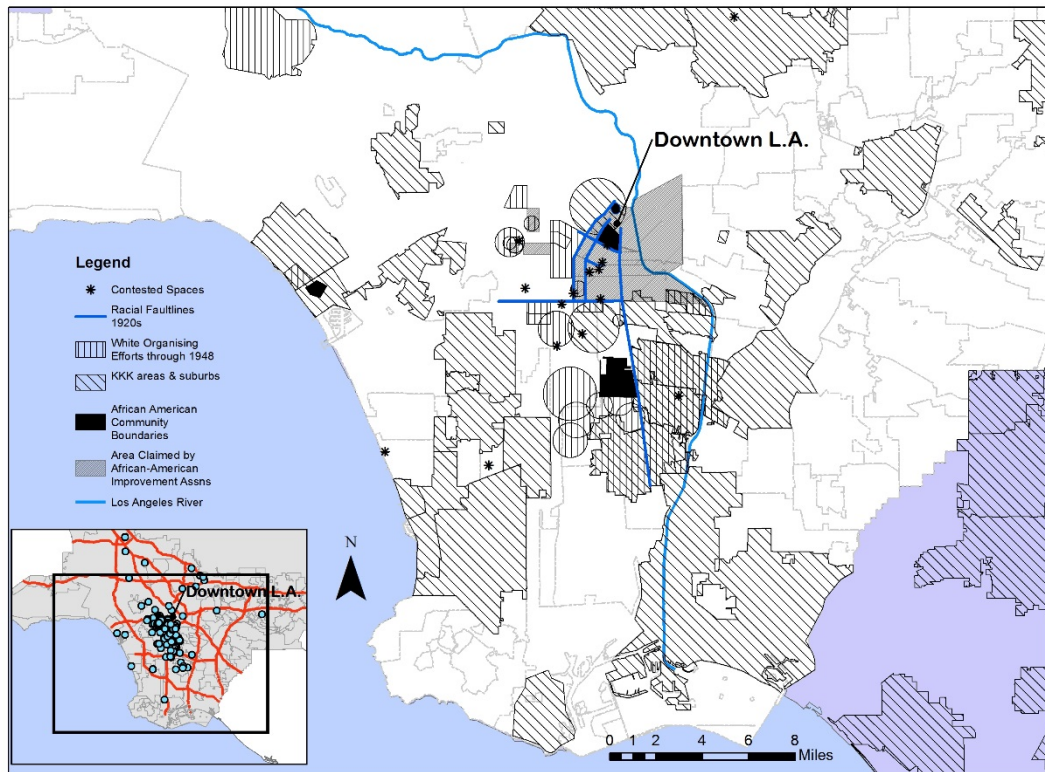 Downtown L.A.
Legend
Contested Spaces
Racial Faultlines
1920s
White Organising
Efforts through 1948
KKK areas & suburbs
African American
Community
Boundaries
Area Claimed by
African-American
Improvement Assns
Los Angeles River
N
Downtown L.A.
0 1 2 4 6 8
Miles